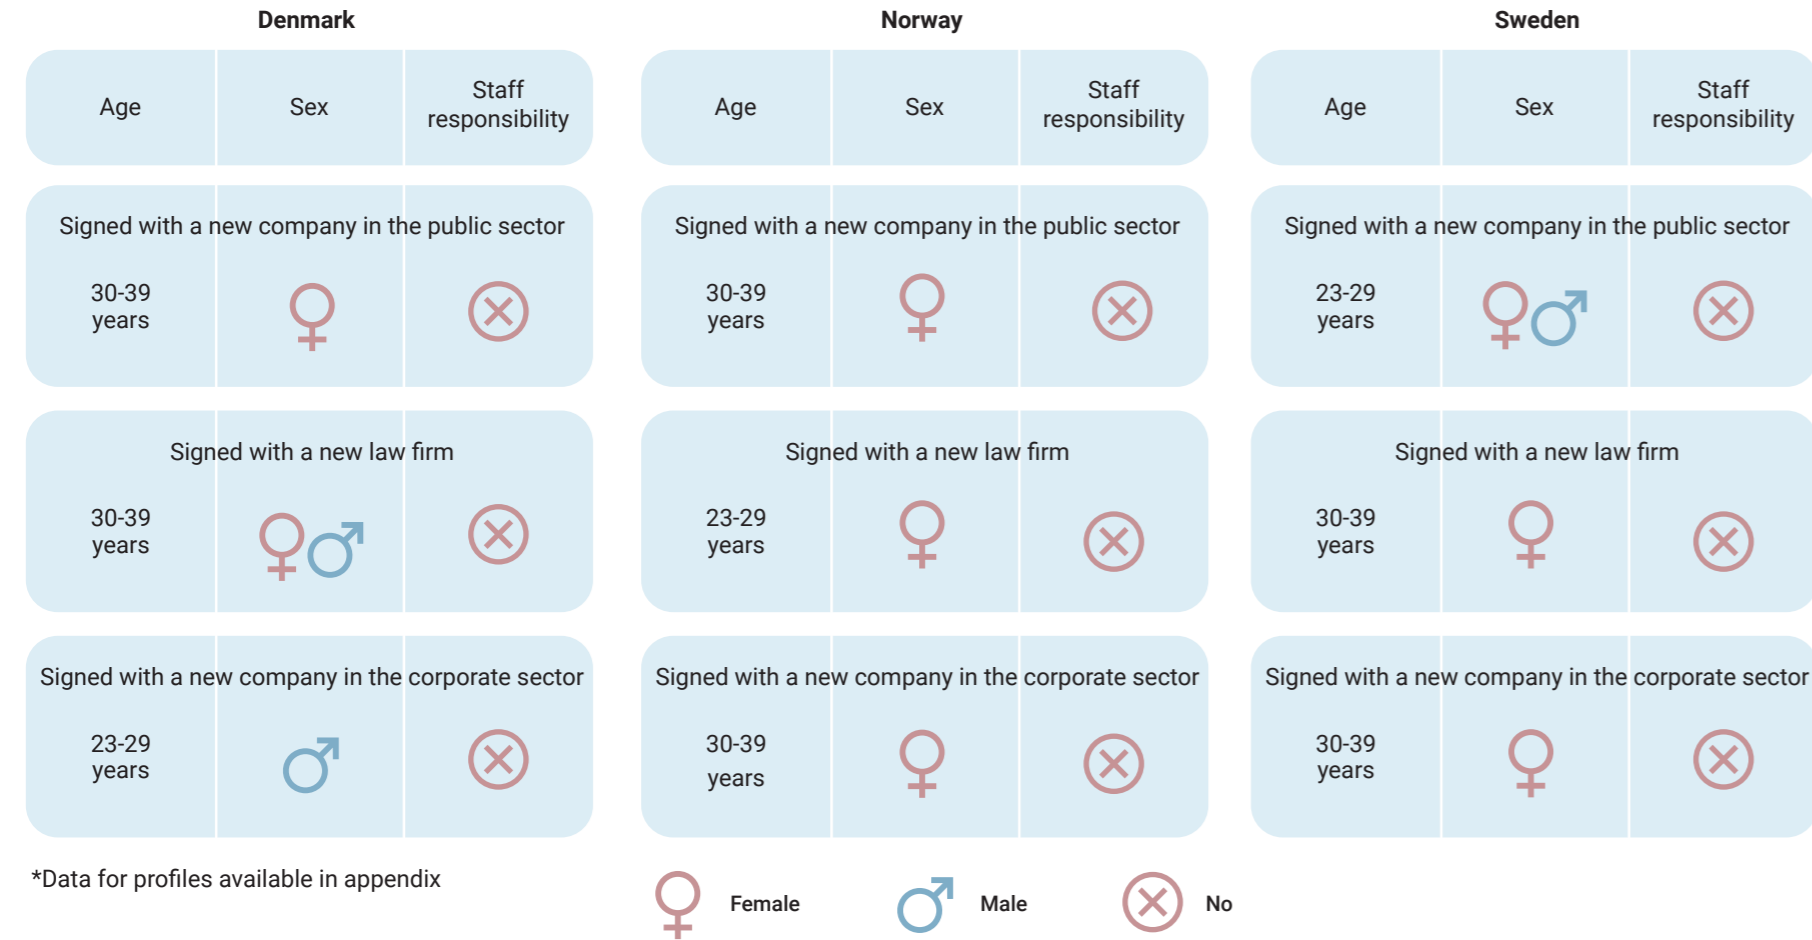 Denmark
Age
Sex
Staff
responsibility
Signed with a new company in the public sector
30-39
years
Signed with a new law firm
30-39
years
Signed with a new company in the corporate sector
23-29
years
Norway
Age
Sex
Staff
responsibility
Signed with a new company in the public sector
30-39
years
Signed with a new law firm
23-29
years
Signed with a new company in the corporate sector
30-39
years
Sweden
Age
Sex
Staff
responsibility
Signed with a new company in the public sector
23-29
years
Signed with a new law firm
30-39
years
Signed with a new company in the corporate sector
30-39
years
*Data for profiles available in appendix
Female
Male
No